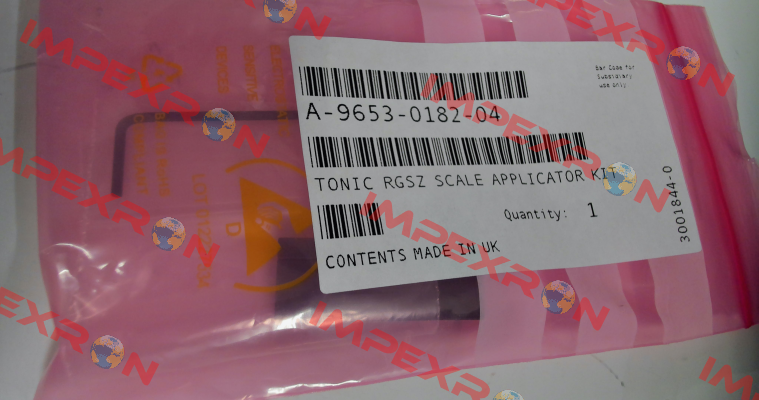 IMPEXRON
Bar Code for
Subsidiary
use only
A-9653-0182-04
TONIC RGSZ SCALE APPLICATOR KIT
Quantity: 1
CONTENTS MADE IN UK
3001844-0
D